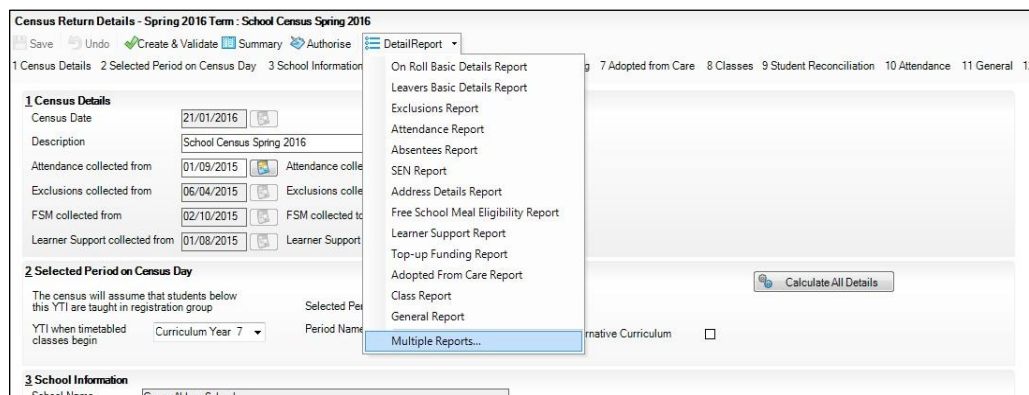 Census Return Details - Spring 2016 Term : School Census Spring 2016
Save Undo Create & Validate Summary Authorise DetailReport
1 Census Details 2 Selected Period on Census Day 3 School Information g 7 Adopted from Care 8 Classes 9 Student Reconciliation 10 Attendance 11 General 1
On Roll Basic Details Report
Leavers Basic Details Report
Exclusions Report
Attendance Report
Absentees Report
SEN Report
Address Details Report
Free School Meal Eligibility Report
Learner Support Report
Top-up Funding Report
Adopted From Care Report
Class Report
General Report
Multiple Reports...
1 Census Details
Census Date 21/01/2016
Description School Census Spring 2016
Attendance collected from 01/09/2015 Attendance colle
Exclusions collected from 06/04/2015 Exclusions colle
FSM collected from 02/10/2015 FSM collected to
Learner Support collected from 01/08/2015 Learner Support
2 Selected Period on Census Day
Calculate All Details
The census will assume that students below
this YTI are taught in registration group Selected Per
YTI when timetabled
classes begin Curriculum Year 7 Period Name rnative Curriculum
3 School Information
School Name